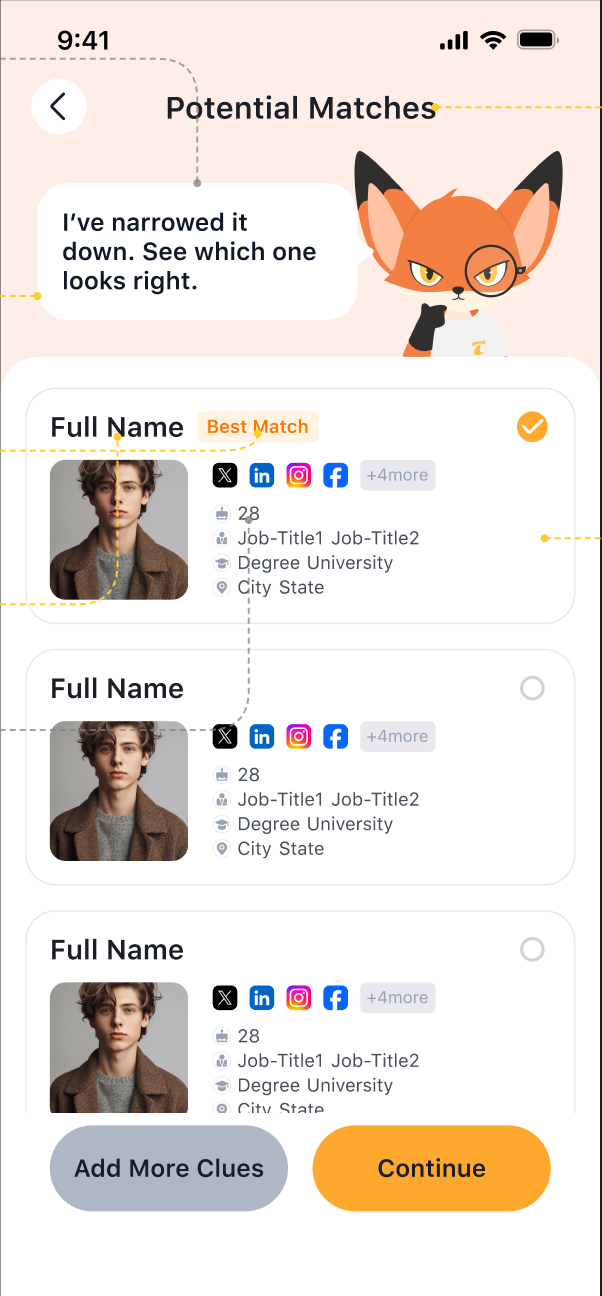 9:41
Potential Matches
I’ve narrowed it
down. See which one
looks right.
Full Name Best Match
+4more
28
Job-Title1 Job-Title2
Degree University
City State
Full Name
+4more
28
Job-Title1 Job-Title2
Degree University
City State
Full Name
+4more
28
Job-Title1 Job-Title2
Degree University
City State
Add More Clues Continue